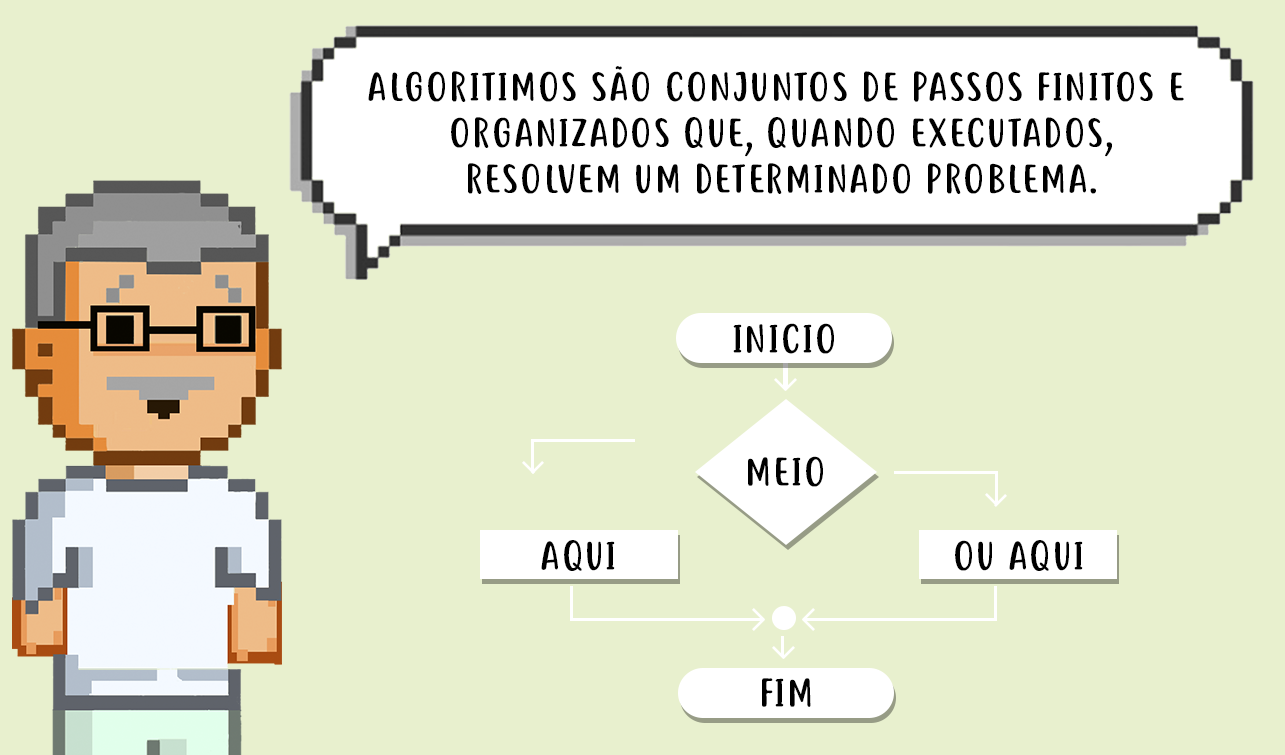 ALGORITIMOS SÃO CONJUNTOS DE PASSOS FINITOS E
ORGANIZADOS QUE, QUANDO EXECUTADOS,
RESOLVEM UM DETERMINADO PROBLEMA.
INICIO
MEIO
AQUI
OU AQUI
FIM